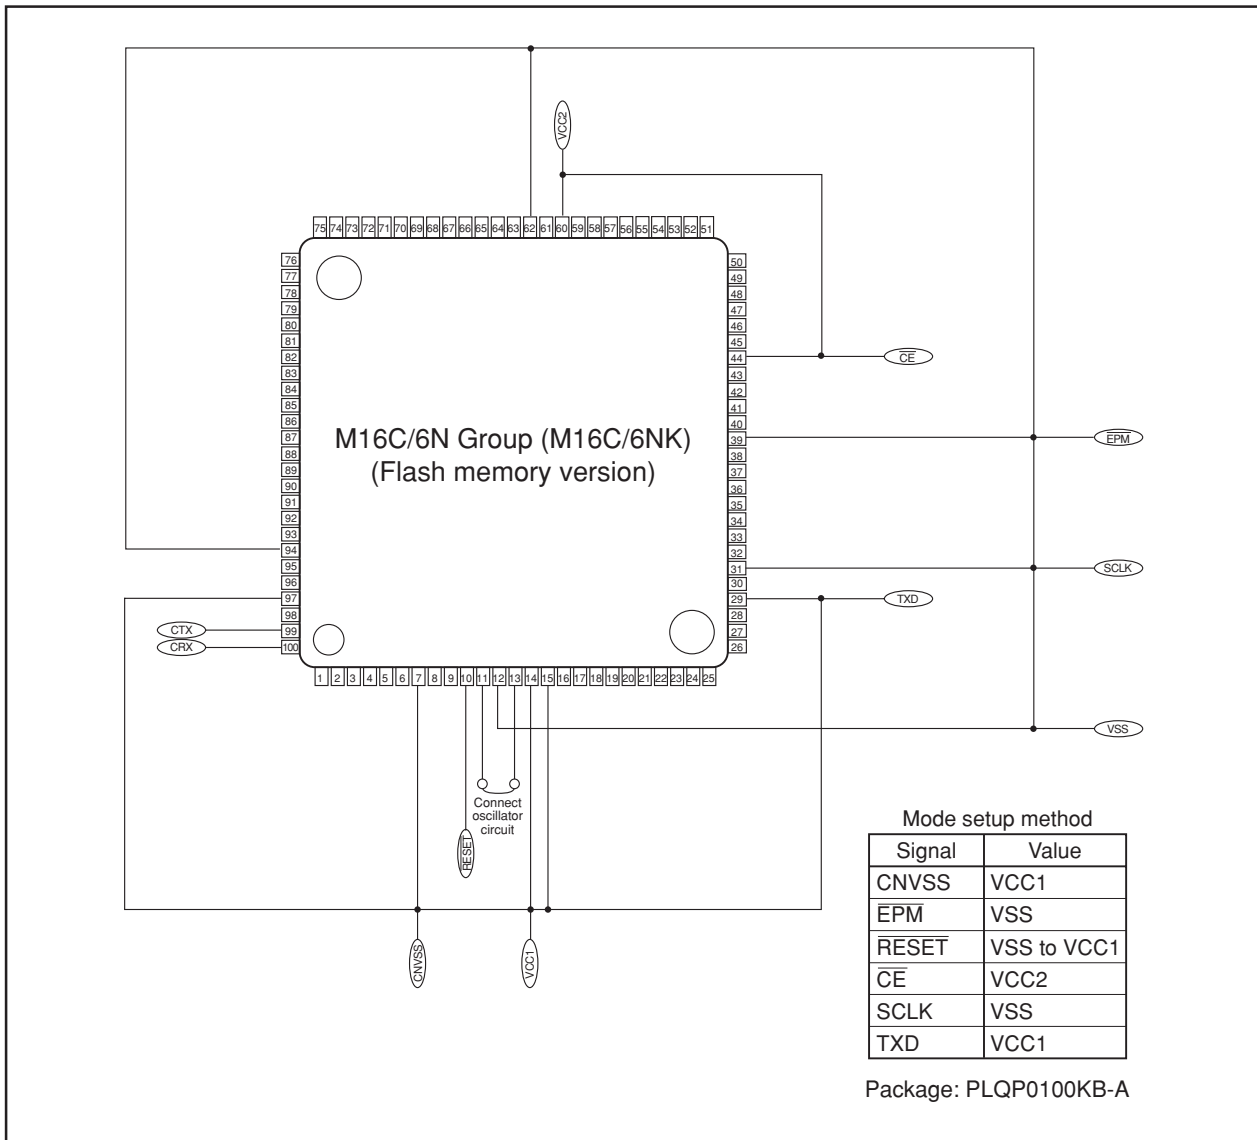 VCC2
75 74 73 72 71 70 69 68 67 66 65 64 63 62 61 60 59 58 57 56 55 54 53 52 51
76
77
78
79
80
81
82
83
84
85
86
87
88
89
90
91
92
93
94
95
96
97
98
99
100
50
49
48
47
46
45
44
43
42
41
40
39
38
37
36
35
34
33
32
31
30
29
28
27
26
M16C/6N Group (M16C/6NK)
(Flash memory version)
CE
EPM
SCLK
TXD
CTX
CRX
1 2 3 4 5 6 7 8 9 10 11 12 13 14 15 16 17 18 19 20 21 22 23 24 25
VSS
Connect
oscillator
circuit
RESET
CNVSS
VCC1
Mode setup method
Signal Value
CNVSS VCC1
EPM VSS
RESET VSS to VCC1
CE VCC2
SCLK VSS
TXD VCC1
Package: PLQP0100KB-A